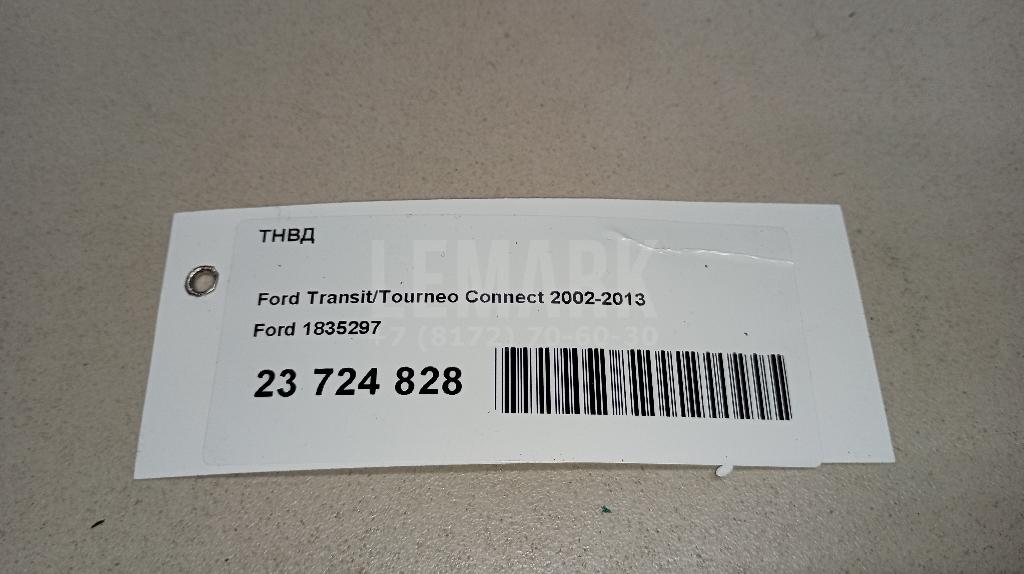 ТНВД
LEMARK
Ford Transit/Tourneo Connect 2002-2013
Ford 1835297
+7 (8172) 70-60-30
23 724 828